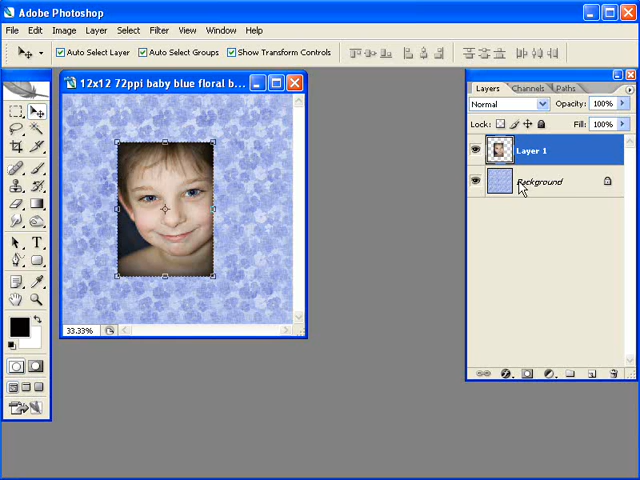 Adobe Photoshop
File Edit Image Layer Select Filter View Window Help
Auto Select Layer Auto Select Groups Show Transform Controls
12x12 72ppi baby blue floral b...
Layers Channels Paths
Normal Opacity: 100%
Lock: Fill: 100%
Layer 1
Background
T
33.33%